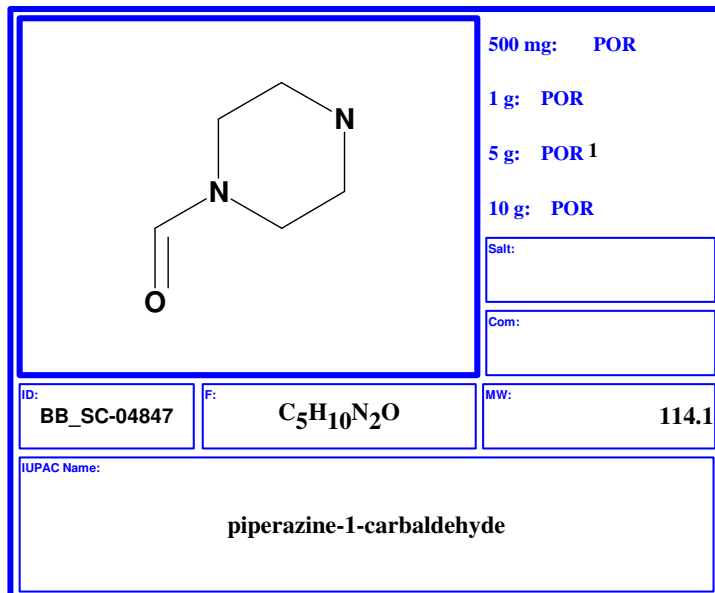 N
N
O
500 mg: POR
1 g: POR
5 g: POR 1
10 g: POR
Salt:
Com:
ID:
BB_SC-04847
F:
C5H10N2O
MW:
114.1
IUPAC Name:
piperazine-1-carbaldehyde